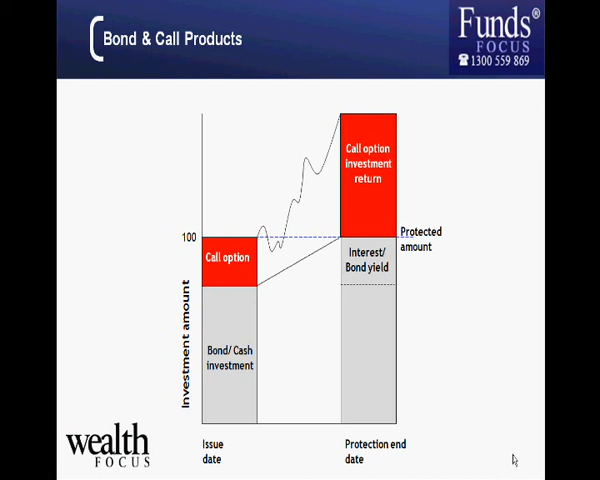 Bond & Call Products
Funds®
FOCUS
☎ 1300 559 869
Call option
investment
return
100
Protected
amount
Call option
Interest/
Bond yield
Investment amount
Bond/Cash
investment
wealth
FOCUS
Issue
date
Protection end
date